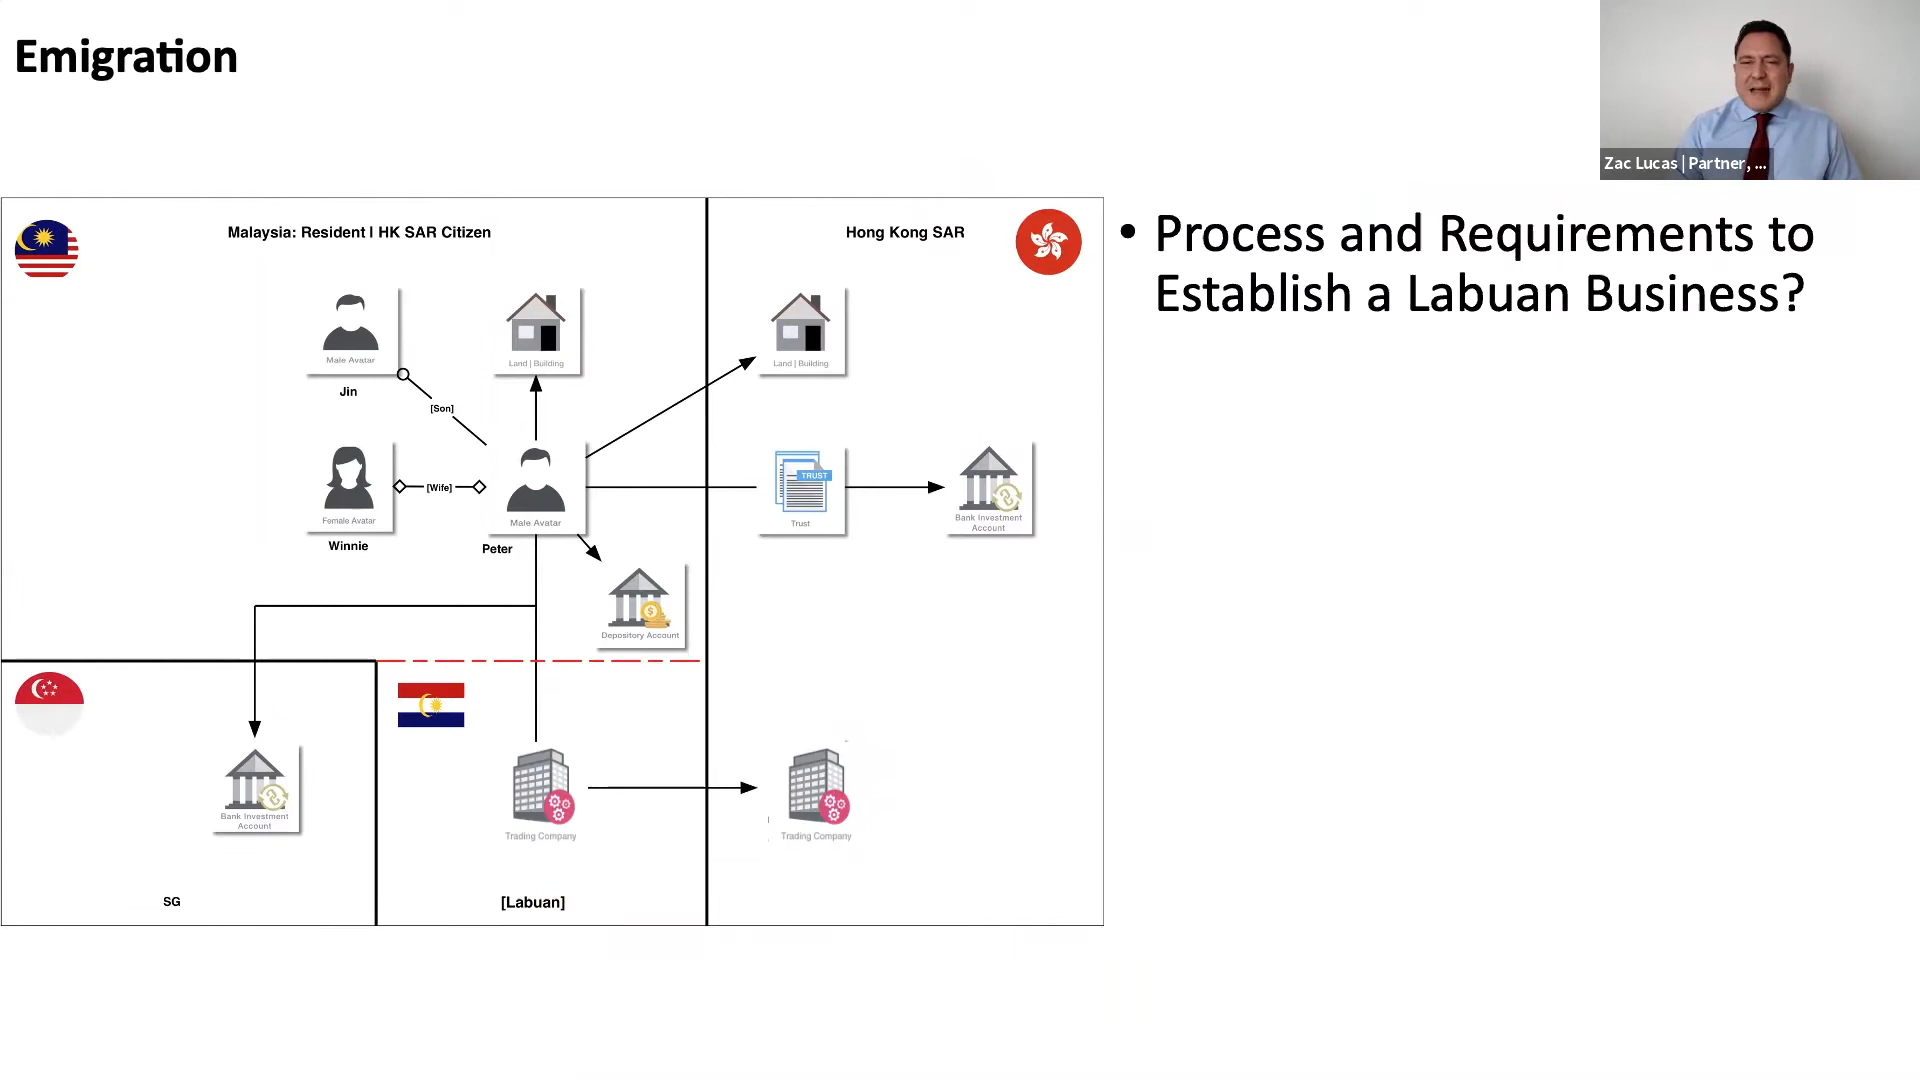 Emigration
Zac Lucas | Partner, ...
Malaysia: Resident | HK SAR Citizen
Hong Kong SAR
• Process and Requirements to
Establish a Labuan Business?
Male Avatar
Jin
Land | Building
Land | Building
[Son]
Female Avatar
Winnie
[Wife]
Male Avatar
Peter
TRUST
Trust
Bank Investment
Account
Depository Account
$
Bank Investment
Account
SG
Trading Company
[Labuan]
Trading Company